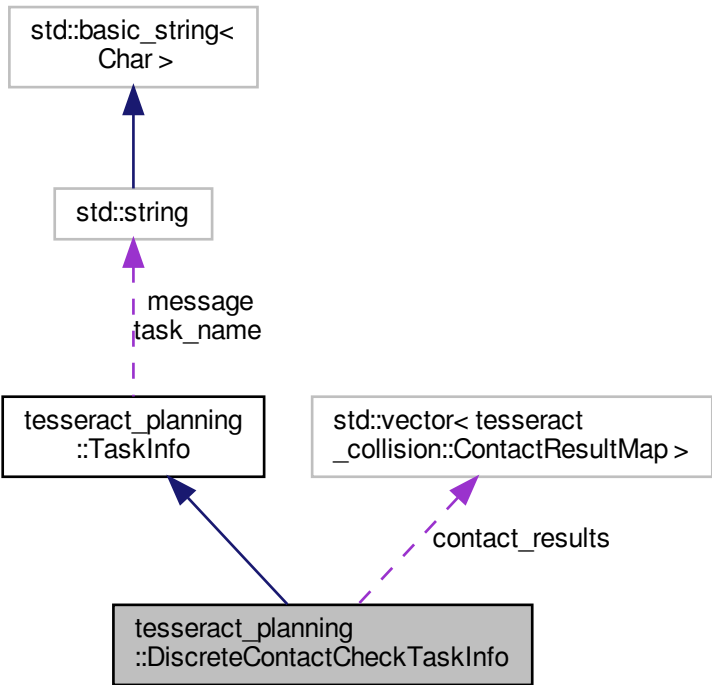 std::basic_string<
Char >
std::string
message
task_name
tesseract_planning
::TaskInfo
std::vector< tesseract
_collision::ContactResultMap >
contact_results
tesseract_planning
::DiscreteContactCheckTaskInfo